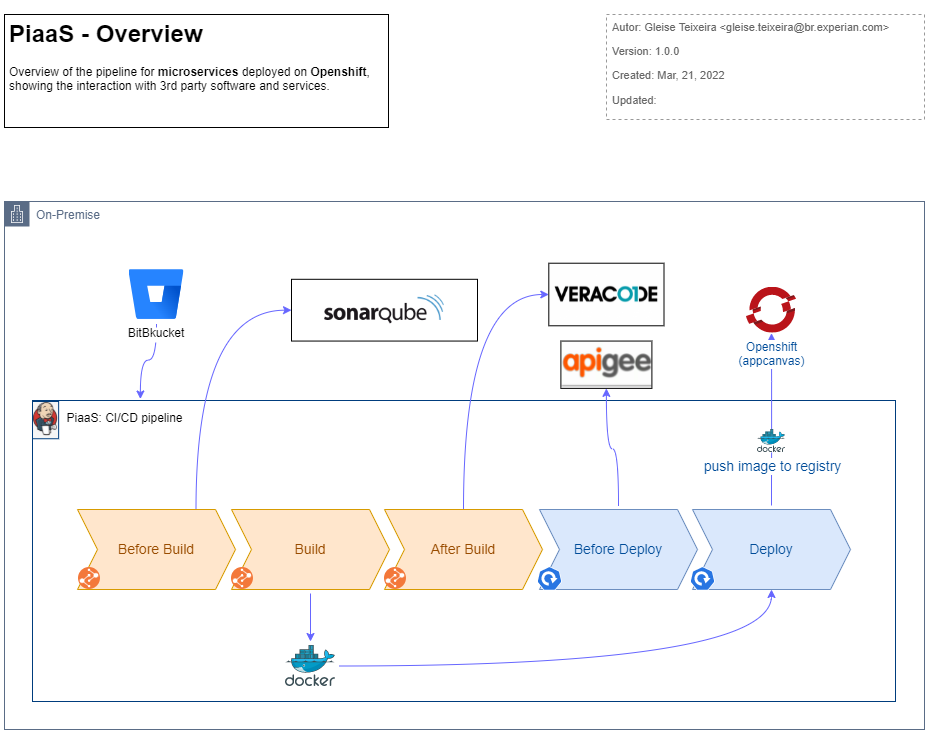 PiaaS - Overview
Overview of the pipeline for microservices deployed on Openshift,
showing the interaction with 3rd party software and services.
Autor: Gleise Teixeira <gleise.teixeira@br.experian.com>
Version: 1.0.0
Created: Mar, 21, 2022
Updated:
On-Premise
BitBkucket
sonarqube
VERACODE
apigee
Openshift
(appcanvas)
PiaaS: CI/CD pipeline
docker
push image to registry
Before Build
Build
After Build
Before Deploy
Deploy
docker